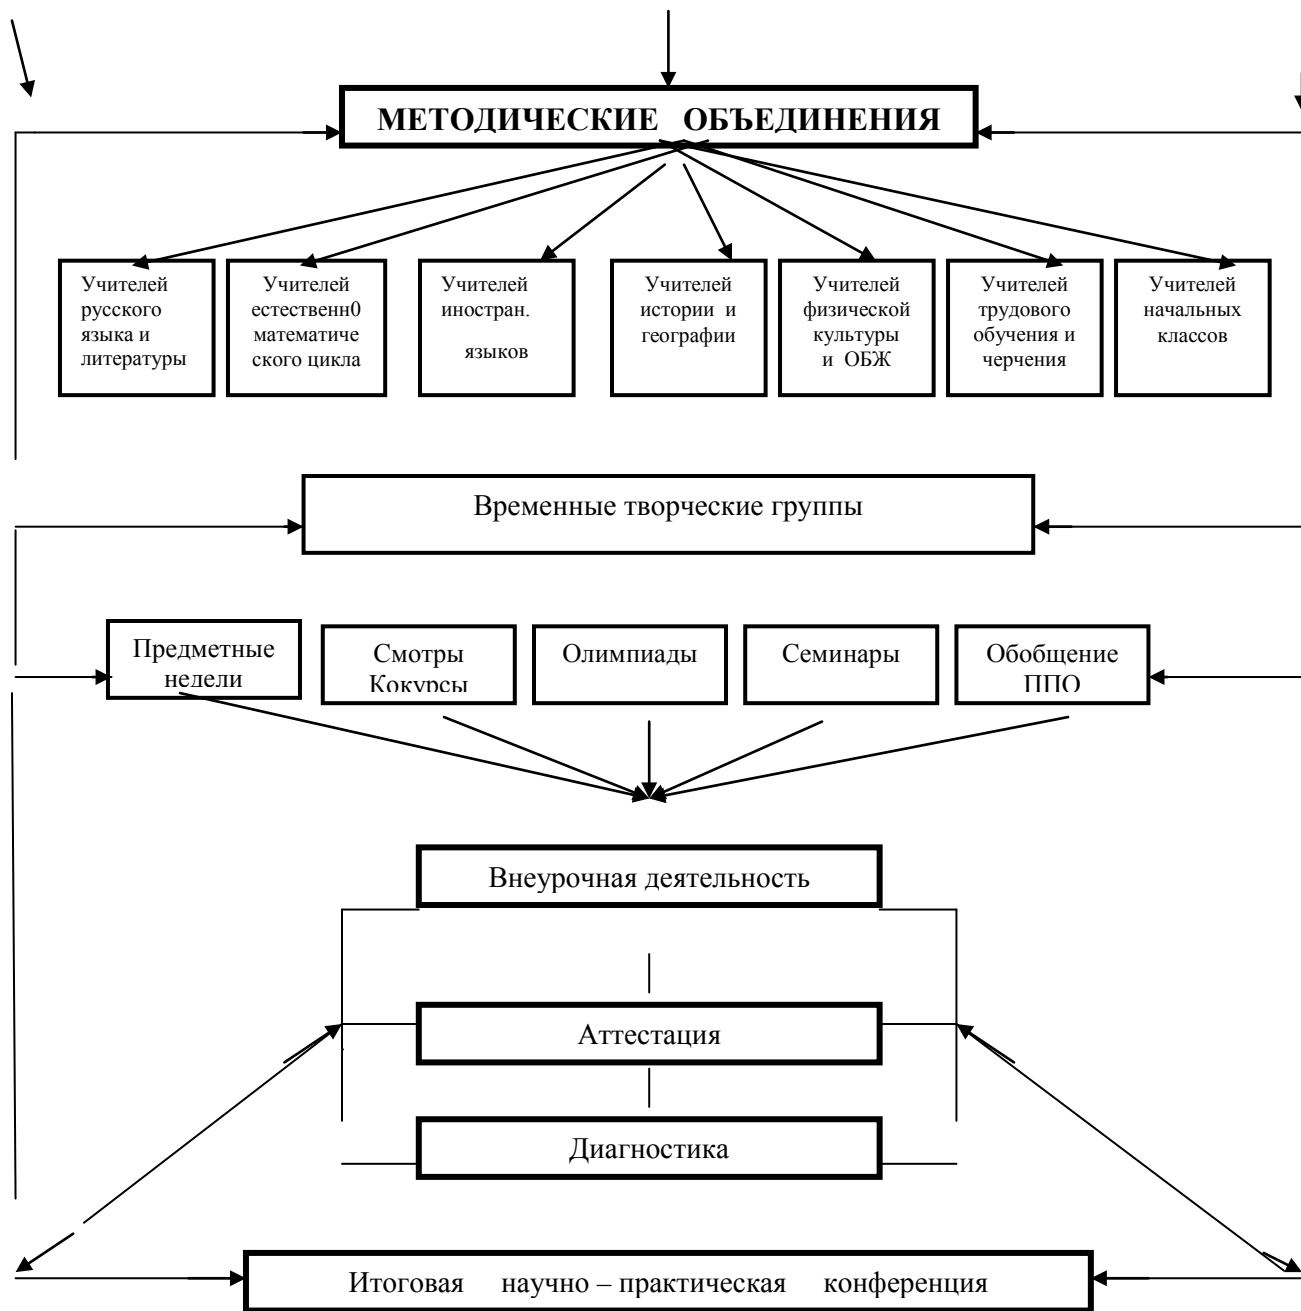 МЕТОДИЧЕСКИЕ ОБЪЕДИНЕНИЯ
Учителей
русского
языка и
литературы
Учителей
естественн0
математиче
ского цикла
Учителей
иностран.
языков
Учителей
истории и
географии
Учителей
физической
культуры
и ОБЖ
Учителей
трудового
обучения и
черчения
Учителей
начальных
классов
Временные творческие группы
Предметные
недели
Смотры
Кокурсы
Олимпиады
Семинары
Обобщение
ППО
Внеурочная деятельность
Аттестация
Диагностика
Итоговая научно – практическая конференция